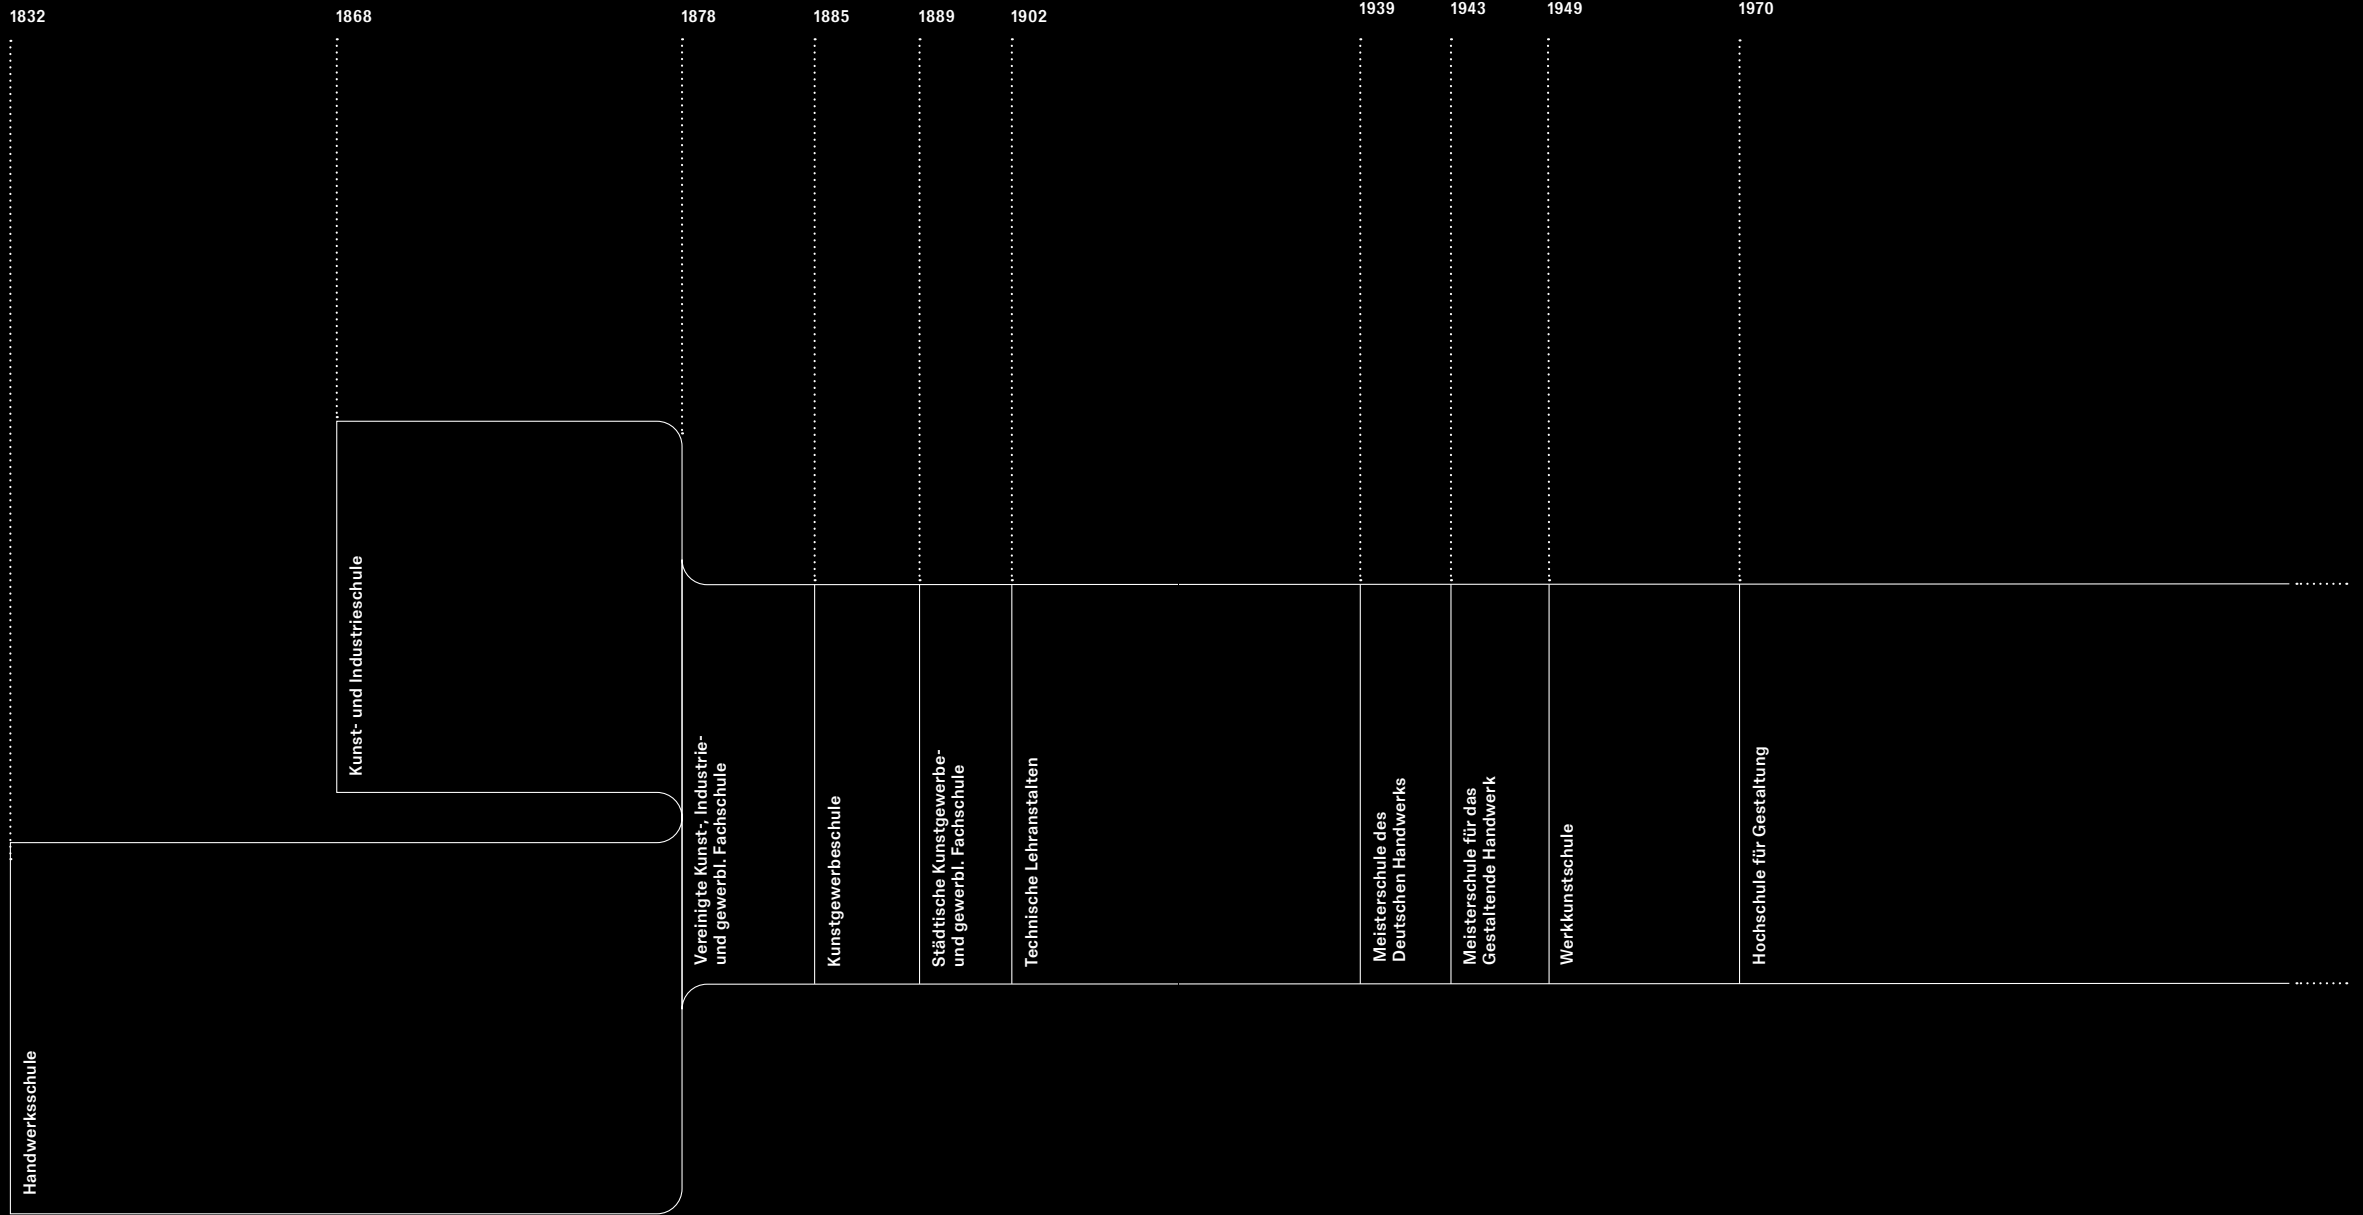 1832
1868
1878
1885
1889
1902
1939
1943
1949
1970
Handwerksschule
Kunst- und Industrieschule
Vereinigte Kunst-, Industrie-
und gewerbl. Fachschule
Kunstgewerbeschule
Städtische Kunstgewerbe-
und gewerbl. Fachschule
Technische Lehranstalten
Meisterschule des
Deutschen Handwerks
Meisterschule für das
Gestaltende Handwerk
Werkkunstschule
Hochschule für Gestaltung